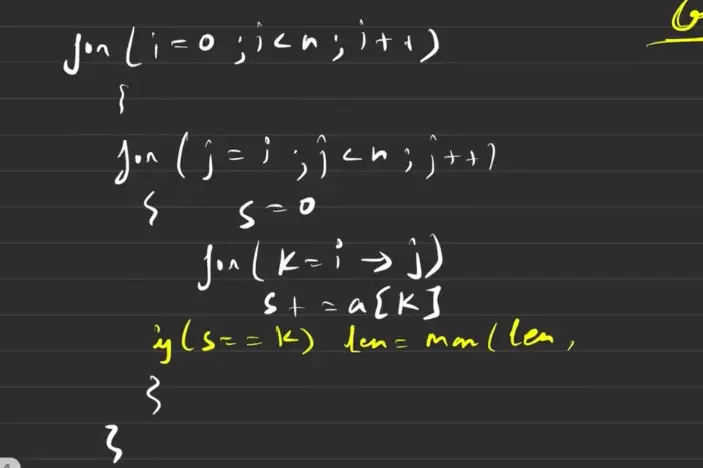 for(i=0;i<n;i++)
{
for(j=i;j<n;j++)
{ s=0
for(k=i→j)
s+=a[k]
if(s==k) len=max(len,
}
}